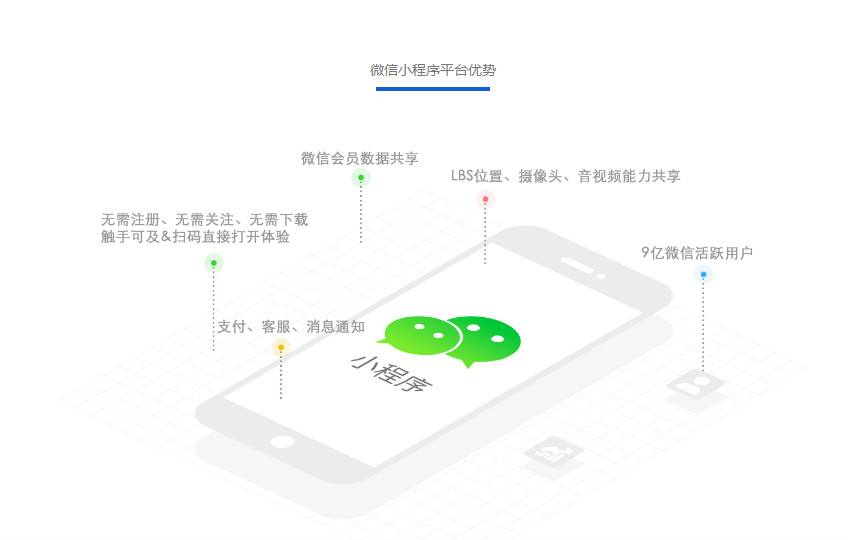 微信小程序平台优势
微信会员数据共享
LBS位置、摄像头、音视频能力共享
无需注册、无需关注、无需下载
触手可及&扫码直接打开体验
9亿微信活跃用户
支付、客服、消息通知
小程序